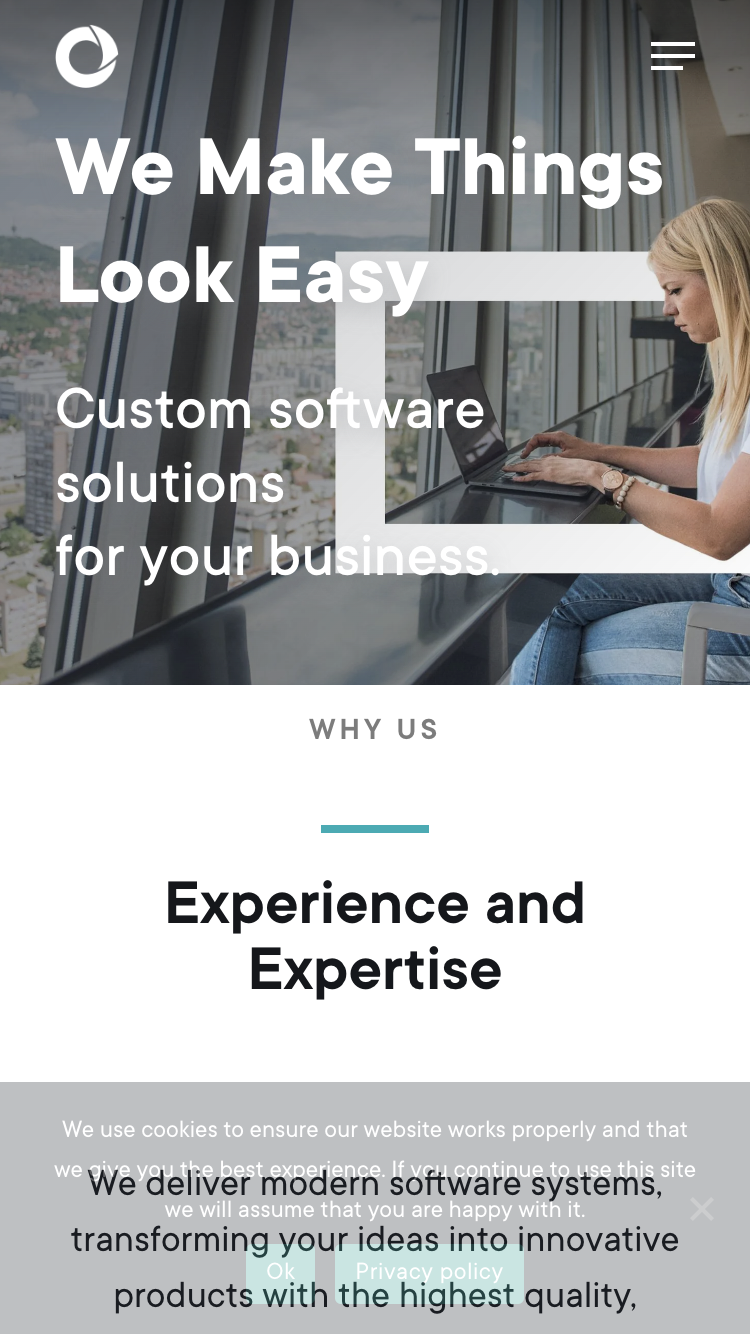 We Make Things
Look Easy
Custom software
solutions
for your business.
WHY US
Experience and
Expertise
We use cookies to ensure our website works properly and that
we give you the best experience. If you continue to use this site
we will assume that you are happy with it.
Ok
Privacy policy
We deliver modern software systems,
transforming your ideas into innovative
products with the highest quality,